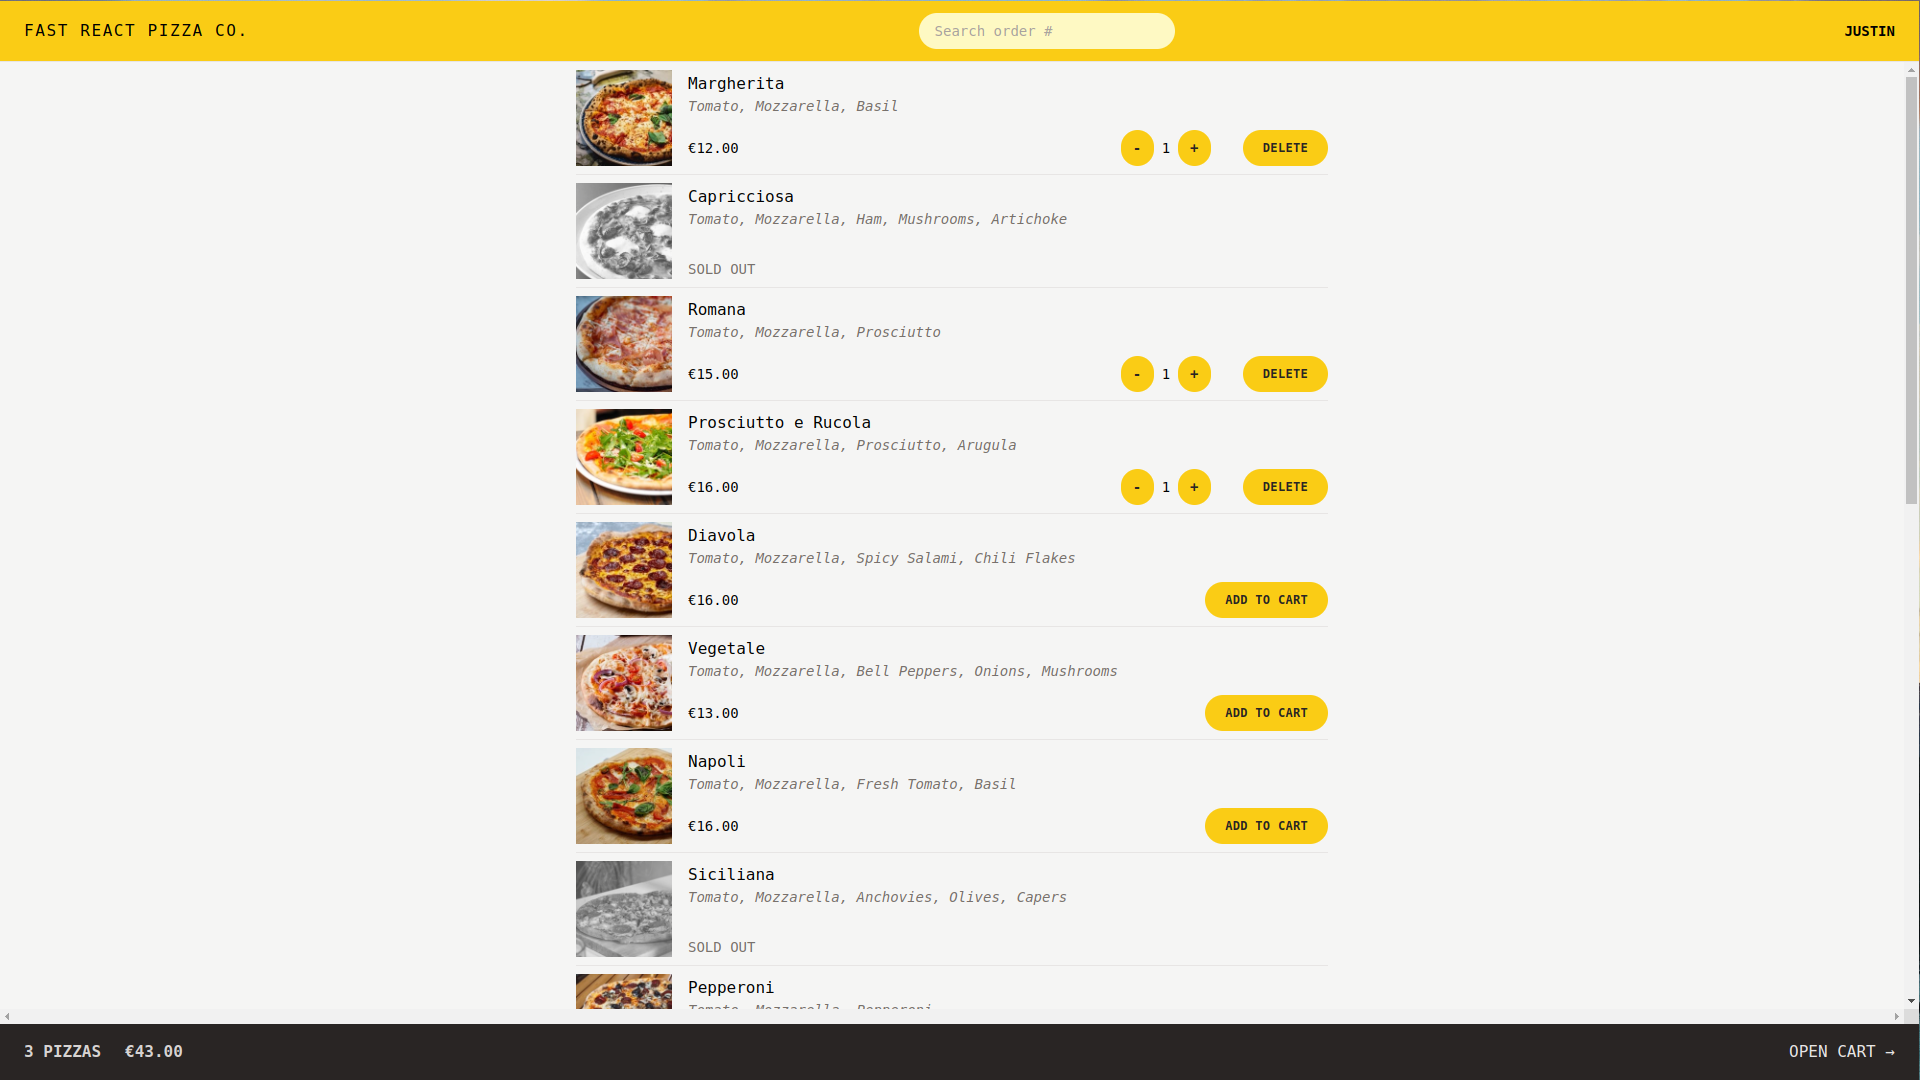 FAST REACT PIZZA CO.
Search order #
JUSTIN
Margherita
Tomato, Mozzarella, Basil
€12.00
- 1 + DELETE
Capricciosa
Tomato, Mozzarella, Ham, Mushrooms, Artichoke
SOLD OUT
Romana
Tomato, Mozzarella, Prosciutto
€15.00
- 1 + DELETE
Prosciutto e Rucola
Tomato, Mozzarella, Prosciutto, Arugula
€16.00
- 1 + DELETE
Diavola
Tomato, Mozzarella, Spicy Salami, Chili Flakes
€16.00
ADD TO CART
Vegetale
Tomato, Mozzarella, Bell Peppers, Onions, Mushrooms
€13.00
ADD TO CART
Napoli
Tomato, Mozzarella, Fresh Tomato, Basil
€16.00
ADD TO CART
Siciliana
Tomato, Mozzarella, Anchovies, Olives, Capers
SOLD OUT
Pepperoni
Tomato, Mozzarella, Pepperoni
3 PIZZAS €43.00
OPEN CART →